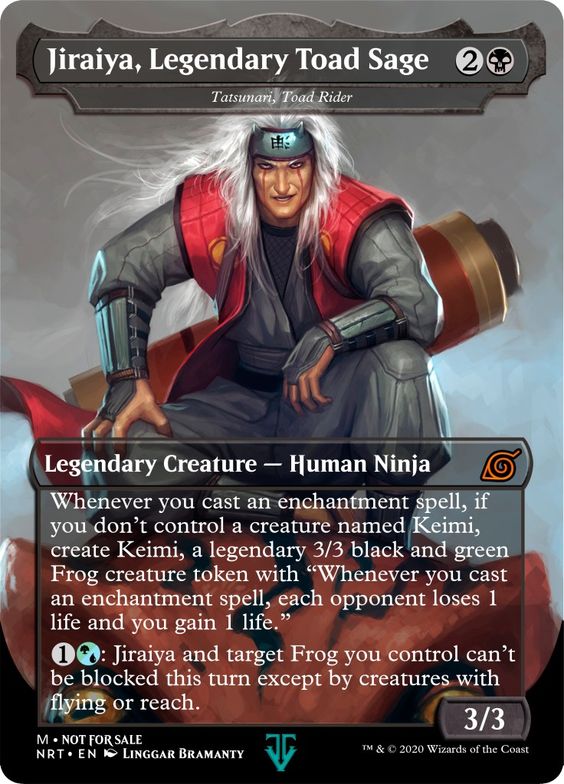 Jiraiya, Legendary Toad Sage 2
Tatsunari, Toad Rider
Legendary Creature — Human Ninja
Whenever you cast an enchantment spell, if
you don't control a creature named Keimi,
create Keimi, a legendary 3/3 black and green
Frog creature token with “Whenever you cast
an enchantment spell, each opponent loses 1
life and you gain 1 life.”
1: Jiraiya and target Frog you control can't
be blocked this turn except by creatures with
flying or reach.
3/3
M • NOT FOR SALE
NRT • EN LINGGAR BRAMANTY
™ & © 2020 Wizards of the Coast